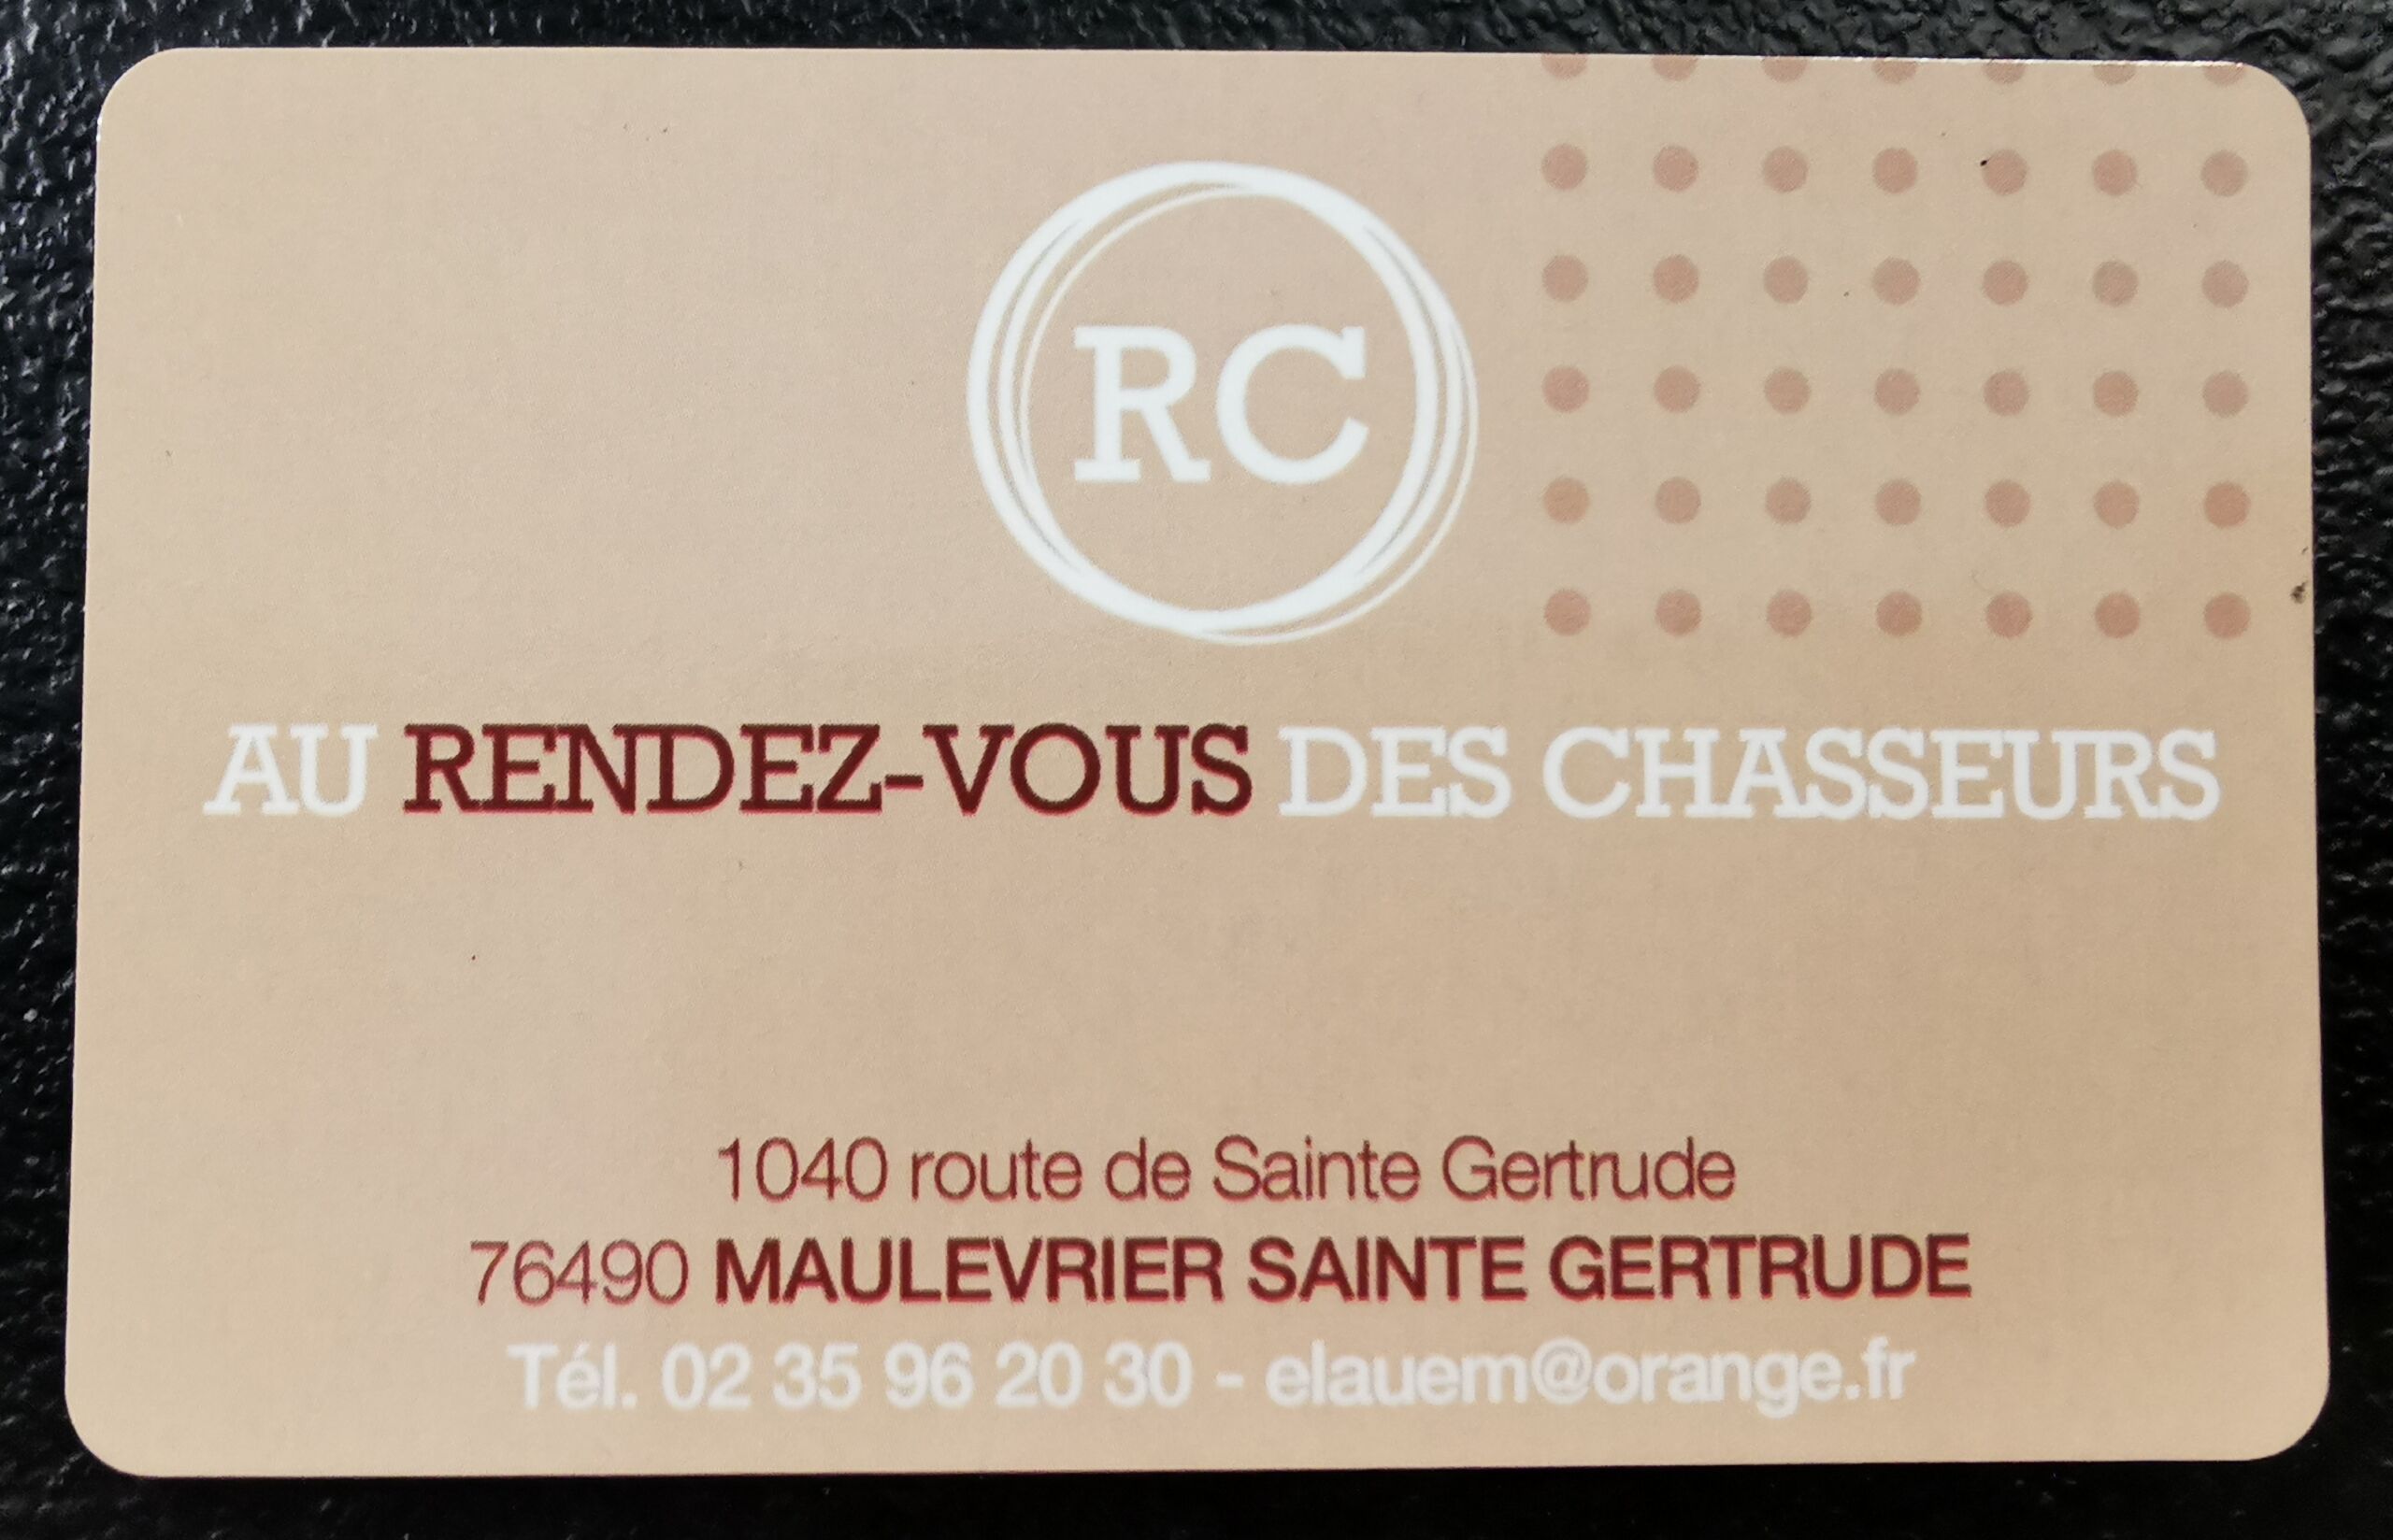 RC
AU RENDEZ-VOUS DES CHASSEURS
1040 route de Sainte Gertrude
76490 MAULEVRIER SAINTE GERTRUDE
Tél. 02 35 96 20 30 - elauem@orange.fr